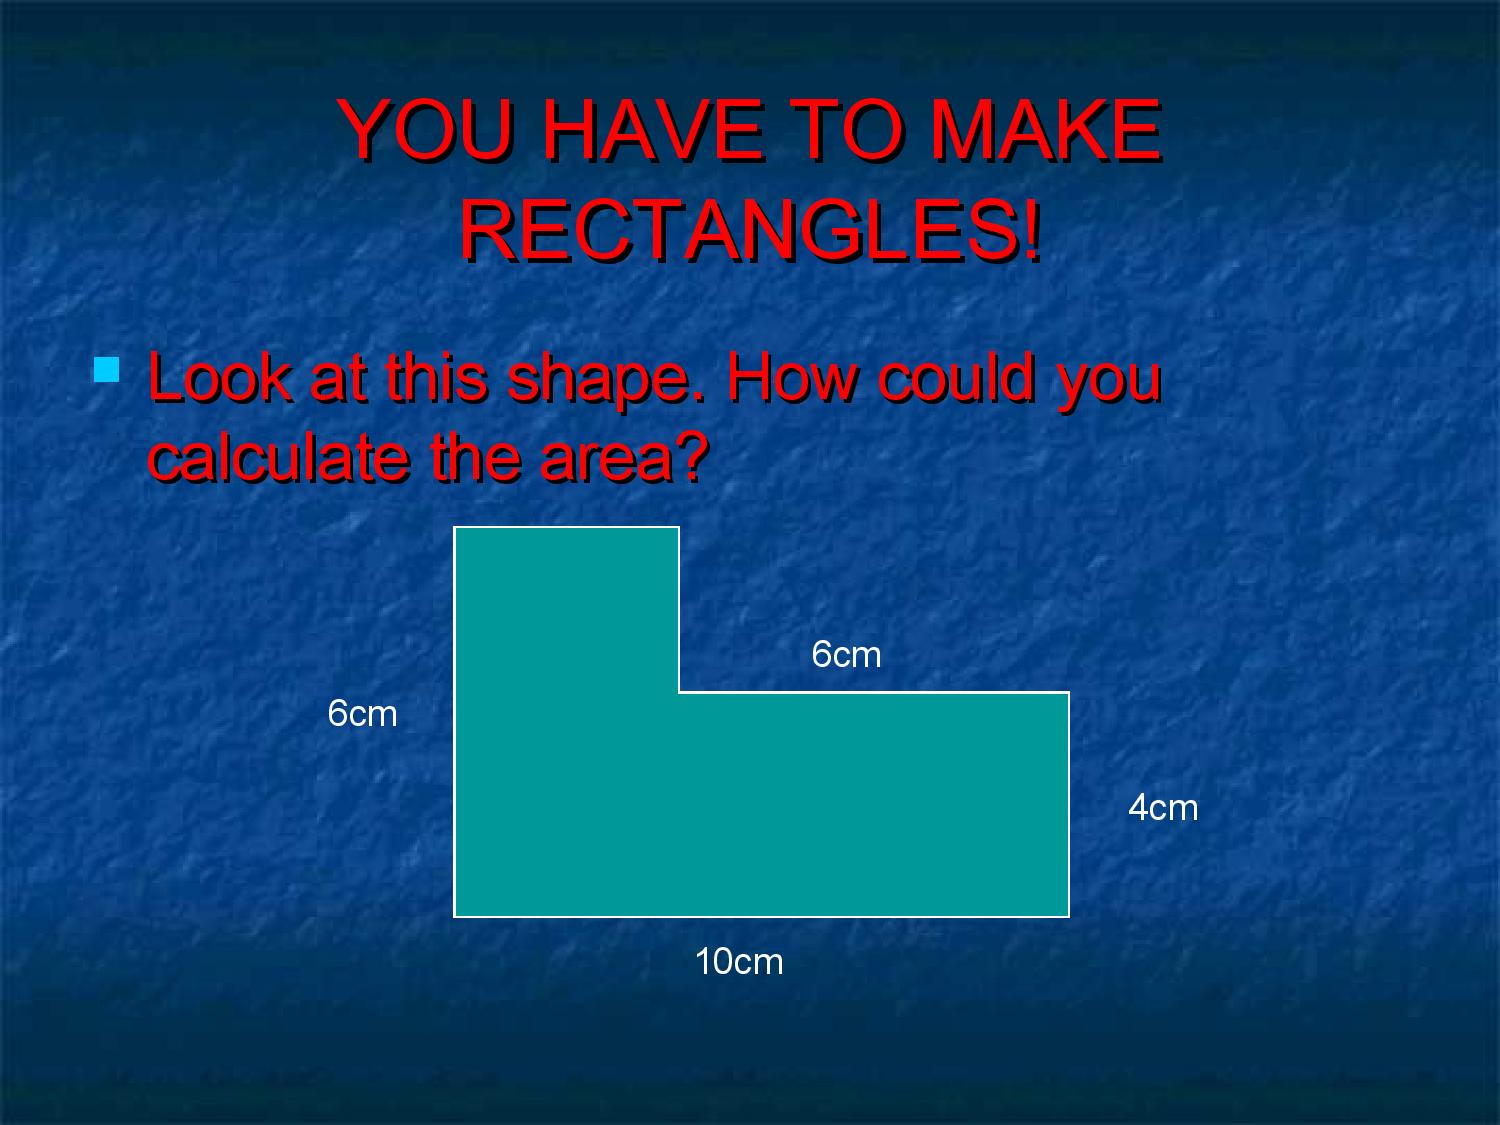 YOU HAVE TO MAKE
RECTANGLES!
Look at this shape. How could you
calculate the area?
6cm
6cm
4cm
10cm